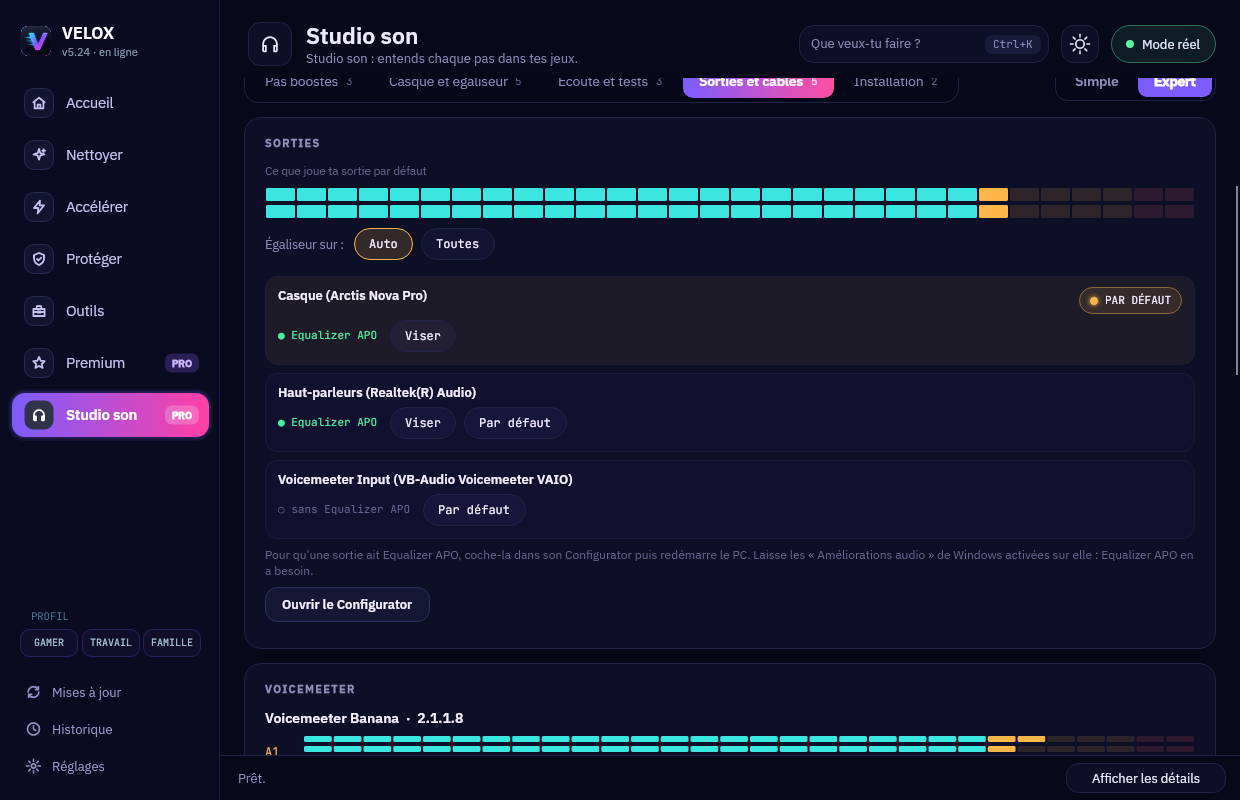 VELOX
v5.24 · en ligne
Accueil
Nettoyer
Accélérer
Protéger
Outils
Premium PRO
Studio son PRO
PROFIL
GAMER TRAVAIL FAMILLE
Mises à jour
Historique
Réglages
Studio son
Studio son : entends chaque pas dans tes jeux.
Que veux-tu faire ? Ctrl+K
Mode réel
Pas boostés 3 Casque et égaliseur 5 Écoute et tests 3 Sorties et câbles 5 Installation 2 Simple Expert
SORTIES
Ce que joue ta sortie par défaut
Égaliseur sur : Auto Toutes
Casque (Arctis Nova Pro) PAR DÉFAUT
Equalizer APO Viser
Haut-parleurs (Realtek(R) Audio)
Equalizer APO Viser Par défaut
Voicemeeter Input (VB-Audio Voicemeeter VAIO)
sans Equalizer APO Par défaut
Pour qu'une sortie ait Equalizer APO, coche-la dans son Configurator puis redémarre le PC. Laisse les « Améliorations audio » de Windows activées sur elle : Equalizer APO en
a besoin.
Ouvrir le Configurator
VOICEMEETER
Voicemeeter Banana · 2.1.1.8
A1
Prêt. Afficher les détails